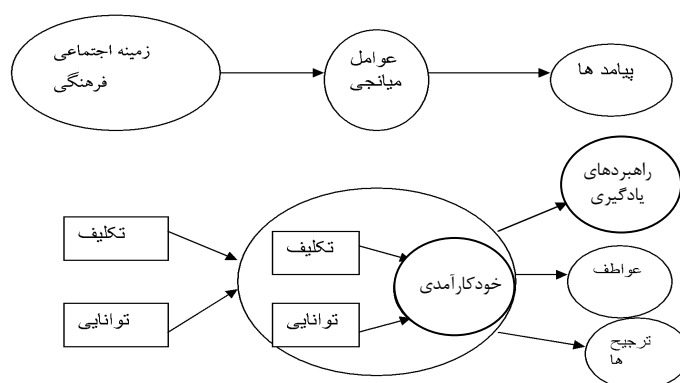 زمینه اجتماعی
فرهنگی
عوامل
میانجی
پیامد ها
راهبردهای
یادگیری
تکلیف
تکلیف
خودکارآمدی
عواطف
توانایی
توانایی
ترجیح
ها